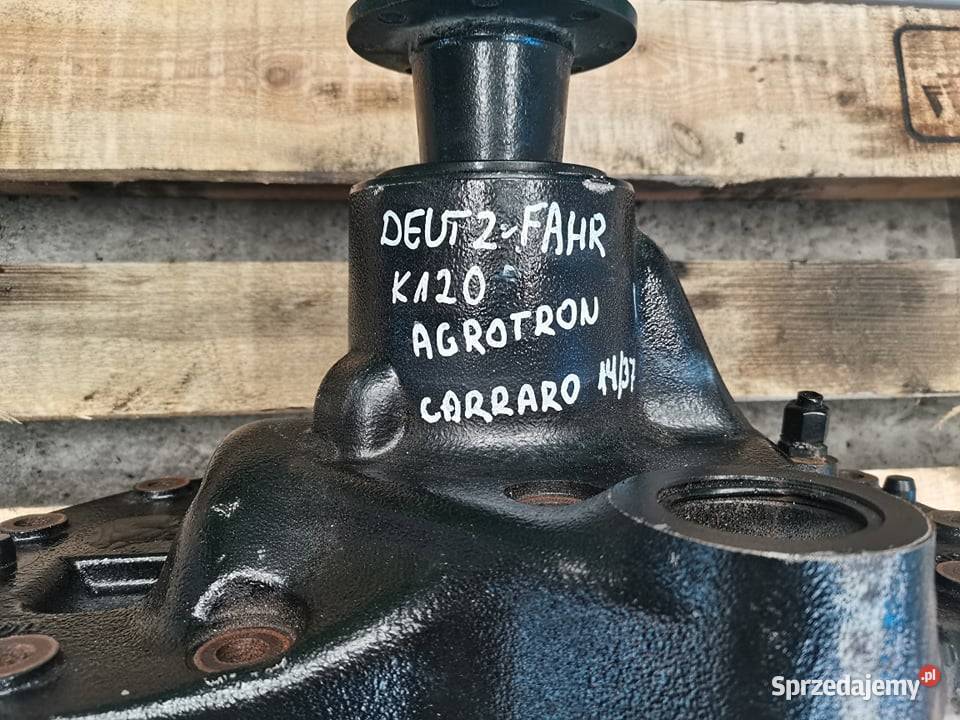 DEUTZ-FAHR
K120
AGROTRON
CARRARO 14/37
Sprzedajemy.pl